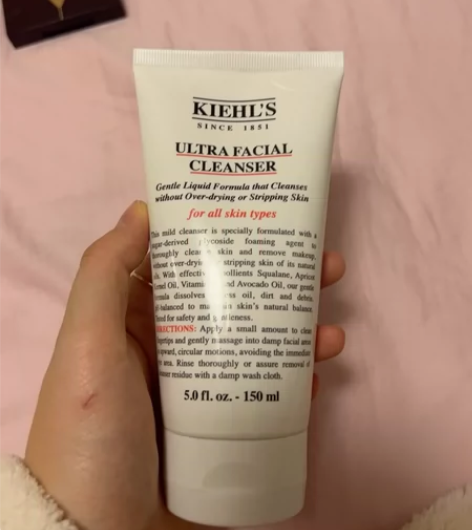 KIEHL'S
SINCE 1851
ULTRA FACIAL
CLEANSER
Gentle Liquid Formula that Cleanses
without Over-drying or Stripping Skin
for all skin types
This mild cleanser is specially formulated with a
foaming agent to
skin and remove makeup,
stripping skin of its natural
With Squalane, Apricot
Oil, and Avocado Oil, our gentle
dissolves oil, dirt and debris.
balanced to skin's natural balance.
for safety and
DIRECTIONS: Apply a small amount to clean
fingertips and gently massage into damp facial area
upward, circular motions, avoiding the immediate
area. Rinse thoroughly or assure removal of
residue with a damp wash cloth.
5.0 fl. oz. - 150 ml